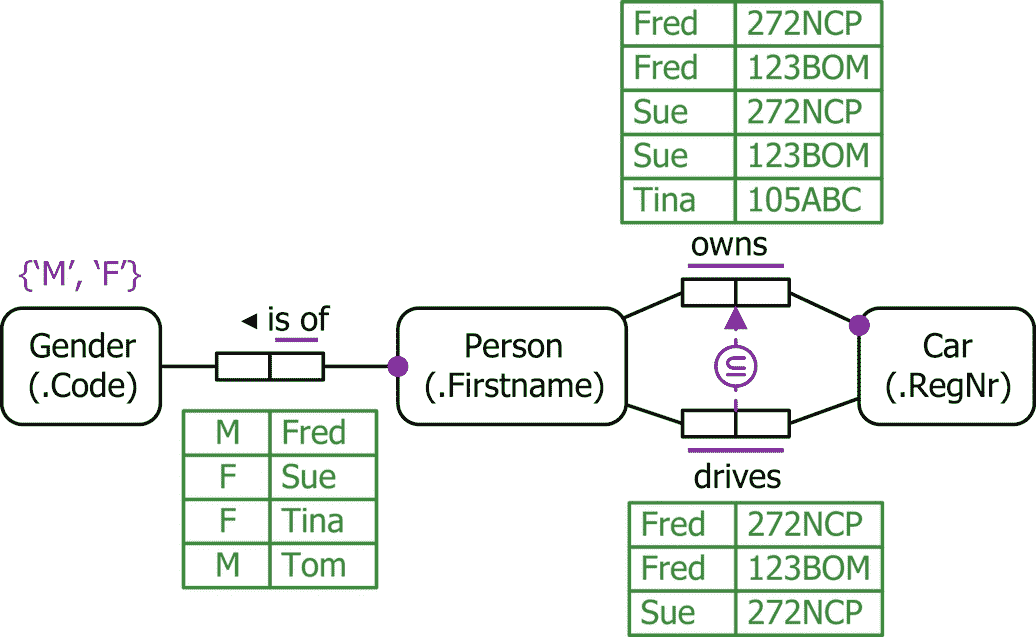 Fred 272NCP
Fred 123BOM
Sue 272NCP
Sue 123BOM
Tina 105ABC
owns
{‘M’, ‘F’}
◄ is of
Gender
(.Code)
Person
(.Firstname)
⊆
Car
(.RegNr)
M Fred
F Sue
F Tina
M Tom
drives
Fred 272NCP
Fred 123BOM
Sue 272NCP